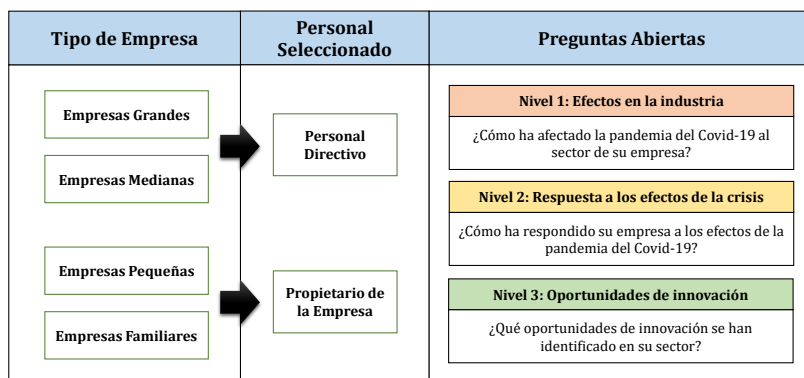 Tipo de Empresa
Personal
Seleccionado
Preguntas Abiertas
Empresas Grandes
Empresas Medianas
Empresas Pequeñas
Empresas Familiares
Personal
Directivo
Propietario de
la Empresa
Nivel 1: Efectos en la industria
¿Cómo ha afectado la pandemia del Covid-19 al
sector de su empresa?
Nivel 2: Respuesta a los efectos de la crisis
¿Cómo ha respondido su empresa a los efectos de la
pandemia del Covid-19?
Nivel 3: Oportunidades de innovación
¿Qué oportunidades de innovación se han
identificado en su sector?